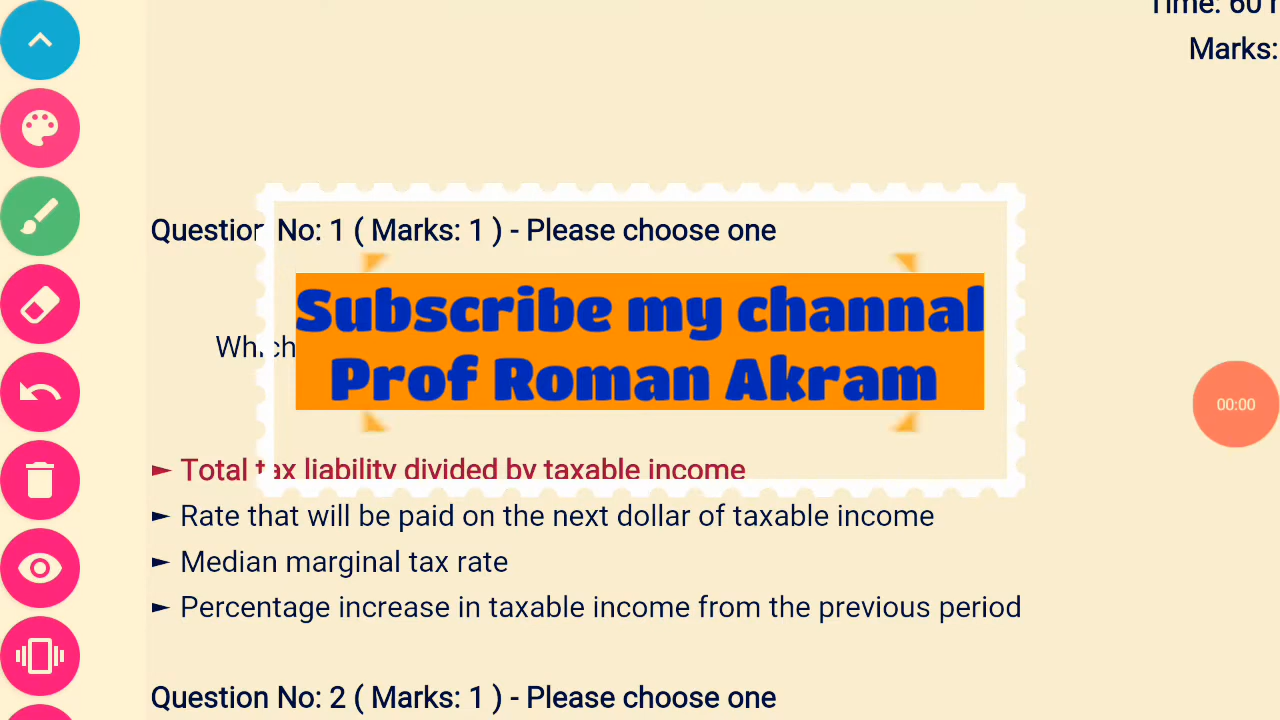 Time: 60
Marks:
Question No: 1 ( Marks: 1 ) - Please choose one
Subscribe my channal
Which
Prof Roman Akram
00:00
► Total tax liability divided by taxable income
► Rate that will be paid on the next dollar of taxable income
► Median marginal tax rate
► Percentage increase in taxable income from the previous period
Question No: 2 ( Marks: 1 ) - Please choose one